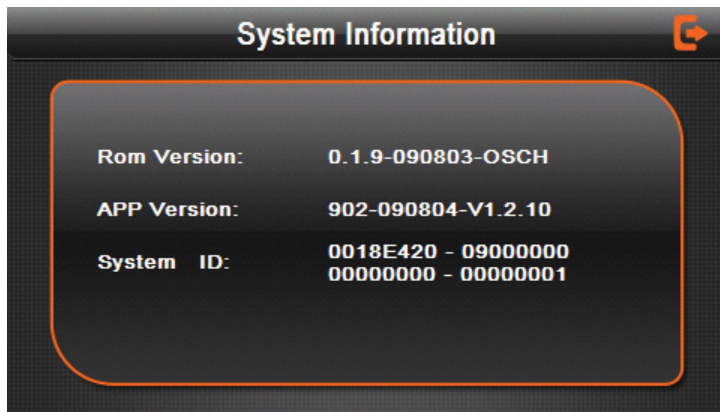 System Information
Rom Version: 0.1.9-090803-OSCH
APP Version: 902-090804-V1.2.10
System ID: 0018E420 - 09000000
00000000 - 00000001